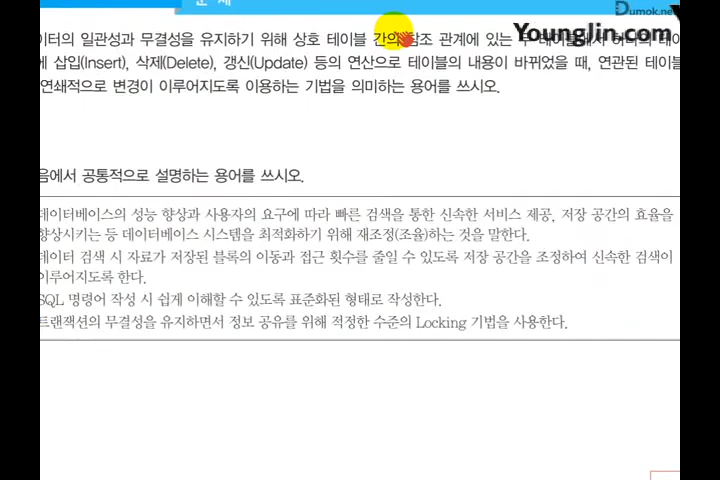 문 제
Dumok.ne
Younglin.com
이터의 일관성과 무결성을 유지하기 위해 상호 테이블 간의 참조 관계에 있는 두 테이블에서
에 삽입(Insert), 삭제(Delete), 갱신(Update) 등의 연산으로 테이블의 내용이 바뀌었을 때, 연관된 테이블
연쇄적으로 변경이 이루어지도록 이용하는 기법을 의미하는 용어를 쓰시오.
음에서 공통적으로 설명하는 용어를 쓰시오.
데이터베이스의 성능 향상과 사용자의 요구에 따라 빠른 검색을 통한 신속한 서비스 제공, 저장 공간의 효율을
향상시키는 등 데이터베이스 시스템을 최적화하기 위해 재조정(조율)하는 것을 말한다.
데이터 검색 시 자료가 저장된 블록의 이동과 접근 횟수를 줄일 수 있도록 저장 공간을 조정하여 신속한 검색이
이루어지도록 한다.
SQL 명령어 작성 시 쉽게 이해할 수 있도록 표준화된 형태로 작성한다.
트랜잭션의 무결성을 유지하면서 정보 공유를 위해 적정한 수준의 Locking 기법을 사용한다.